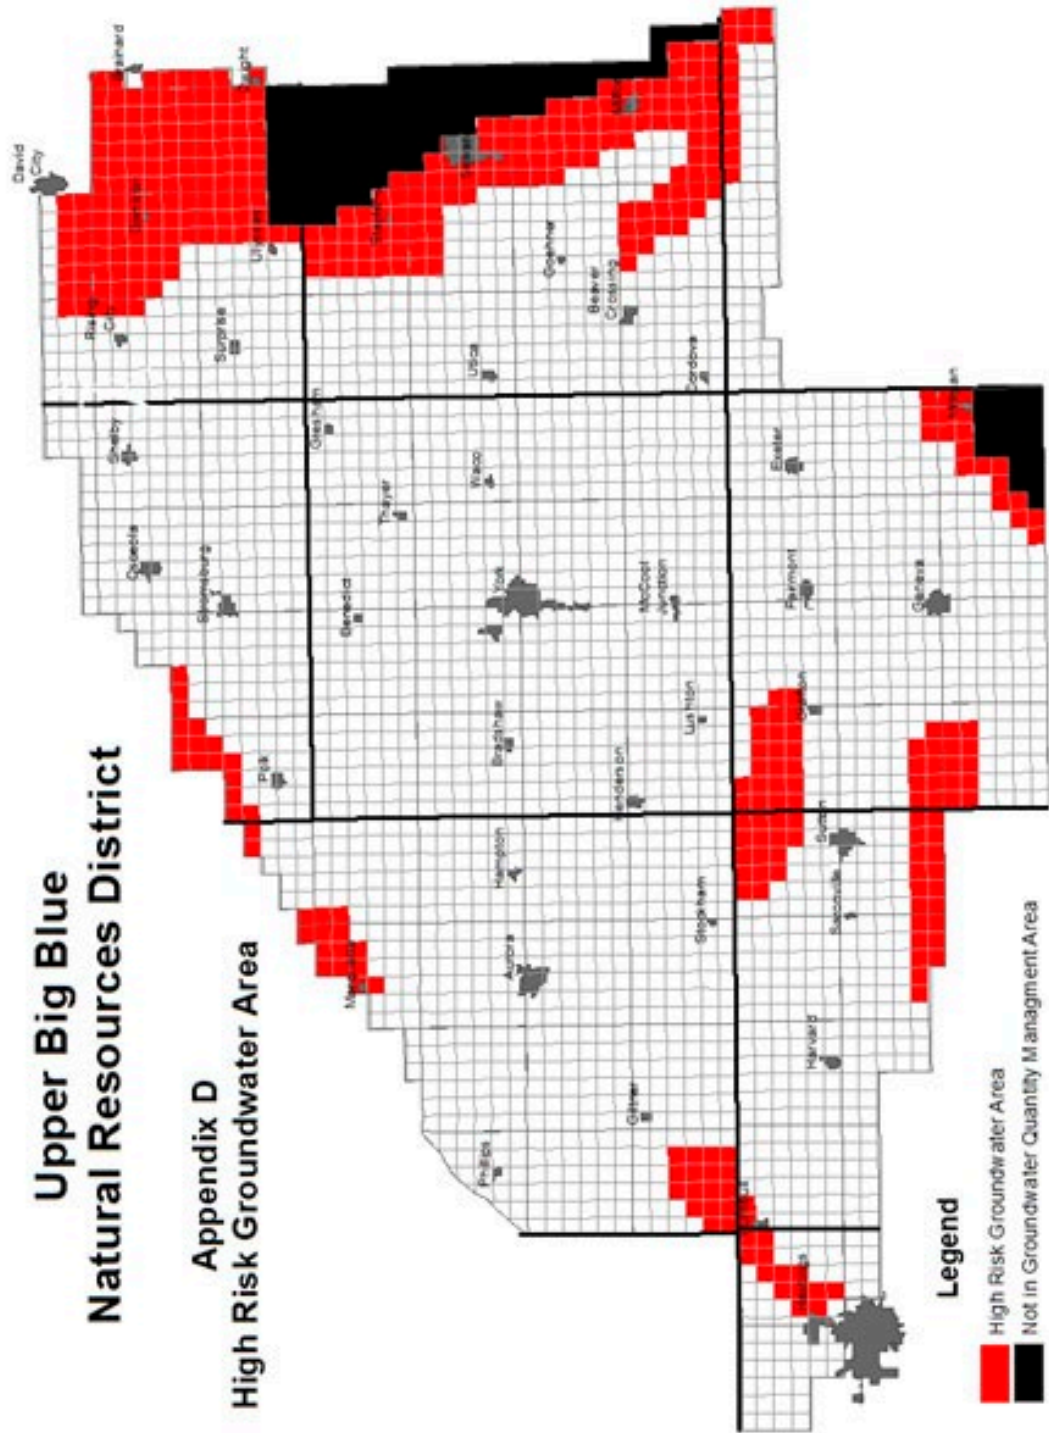 Upper Big Blue
Natural Resources District
Appendix D
High Risk Groundwater Area
David
City
Rising
City
Surprise
Shelby
Osceola
Stromsburg
Polk
Gresham
Thayer
Benedict
Utica
Waco
York
Bradshaw
Hampton
Aurora
Phillips
Goehner
Beaver
Crossing
Cordova
McCool
Junction
Lushton
Henderson
Stockham
Giltner
Exeter
Fairmont
Geneva
Sutton
Saronville
Harvard
Legend
High Risk Groundwater Area
Not in Groundwater Quantity Managment Area